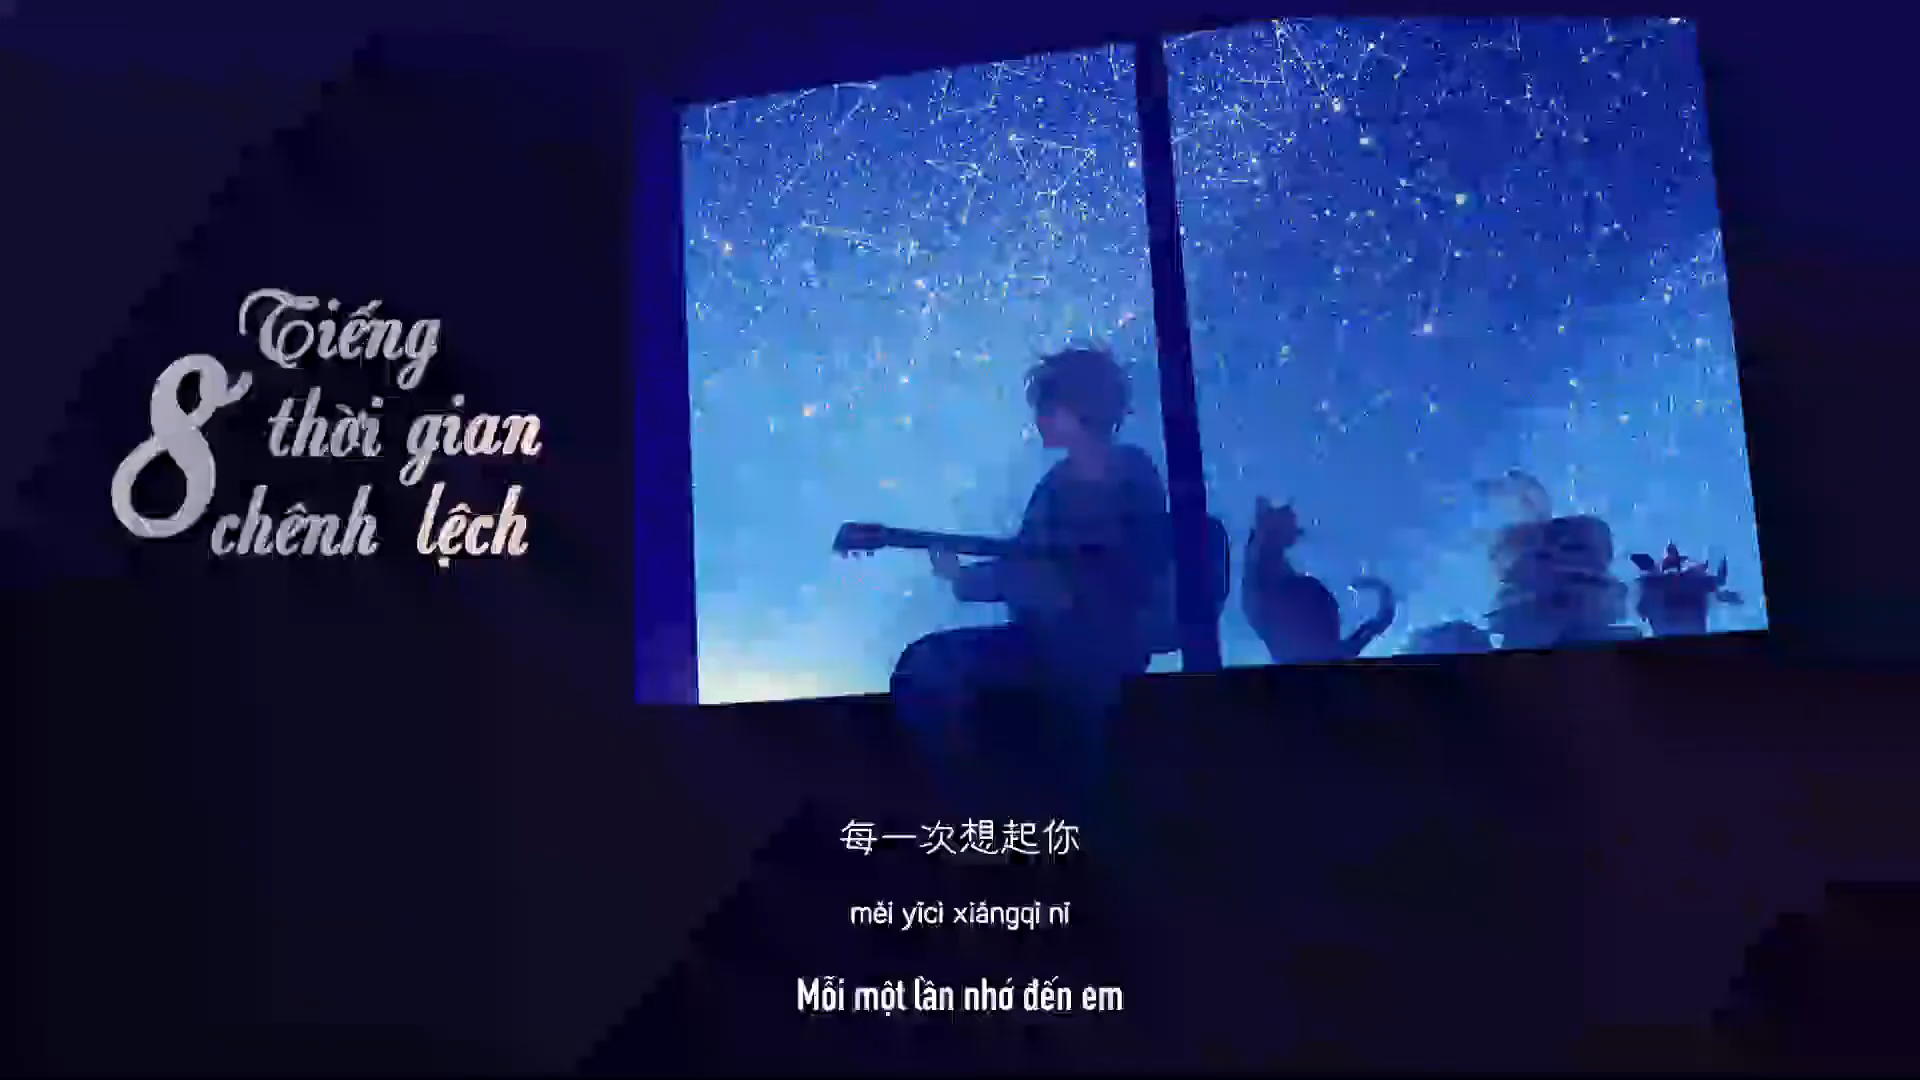 Tiếng
8 thời gian
chênh lệch
每一次想起你
měi yīcì xiǎngqǐ nǐ
Mỗi một lần nhớ đến em